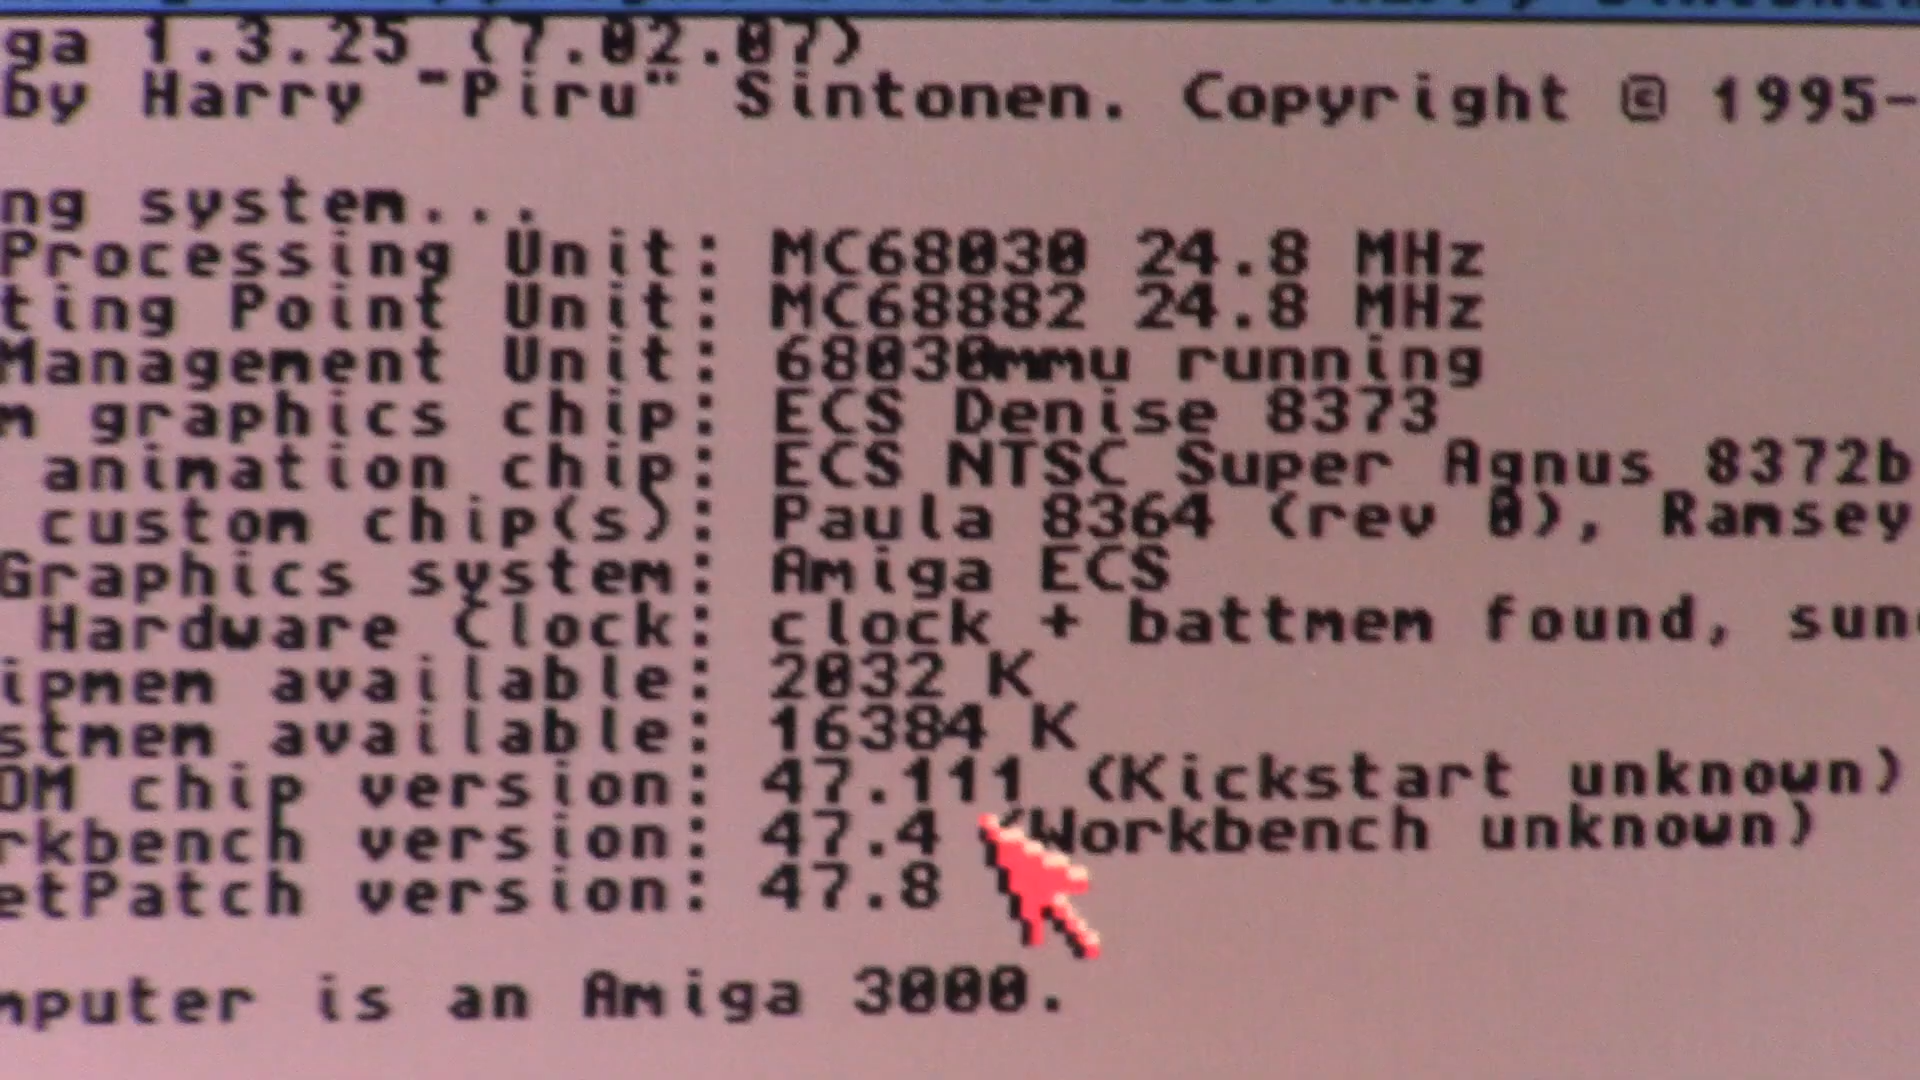 ga 1.3.25 (7.02.07)
by Harry "Piru" Sintonen. Copyright © 1995-
ng system...
Processing Unit: MC68030 24.8 MHz
ting Point Unit: MC68882 24.8 MHz
Management Unit: 68030mmu running
m graphics chip: ECS Denise 8373
animation chip: ECS NTSC Super Agnus 8372b
custom chip(s): Paula 8364 (rev 0), Ramsey
Graphics system: Amiga ECS
Hardware Clock: clock + battmem found, sun
ipmem available: 2032 K
stmem available: 16384 K
OM chip version: 47.111 (Kickstart unknown)
rkbench version: 47.4 (Workbench unknown)
etPatch version: 47.8
mputer is an Amiga 3000.